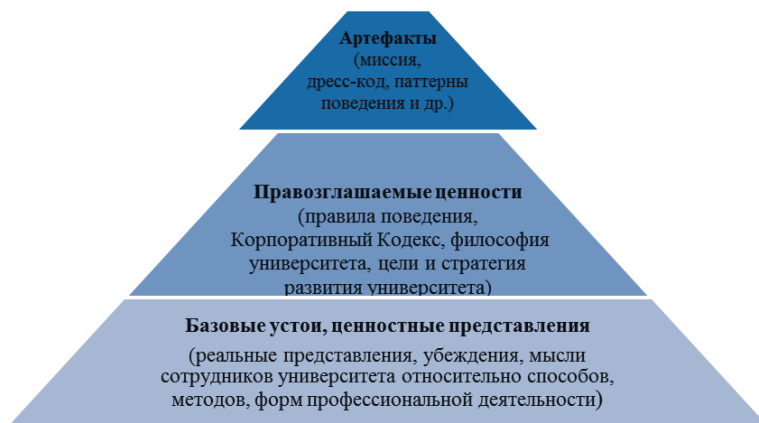 Артефакты
(миссия,
дресс-код, паттерны
поведения и др.)
Правозглашаемые ценности
(правила поведения,
Корпоративный Кодекс, философия
университета, цели и стратегия
развития университета)
Базовые устои, ценностные представления
(реальные представления, убеждения, мысли
сотрудников университета относительно способов,
методов, форм профессиональной деятельности)